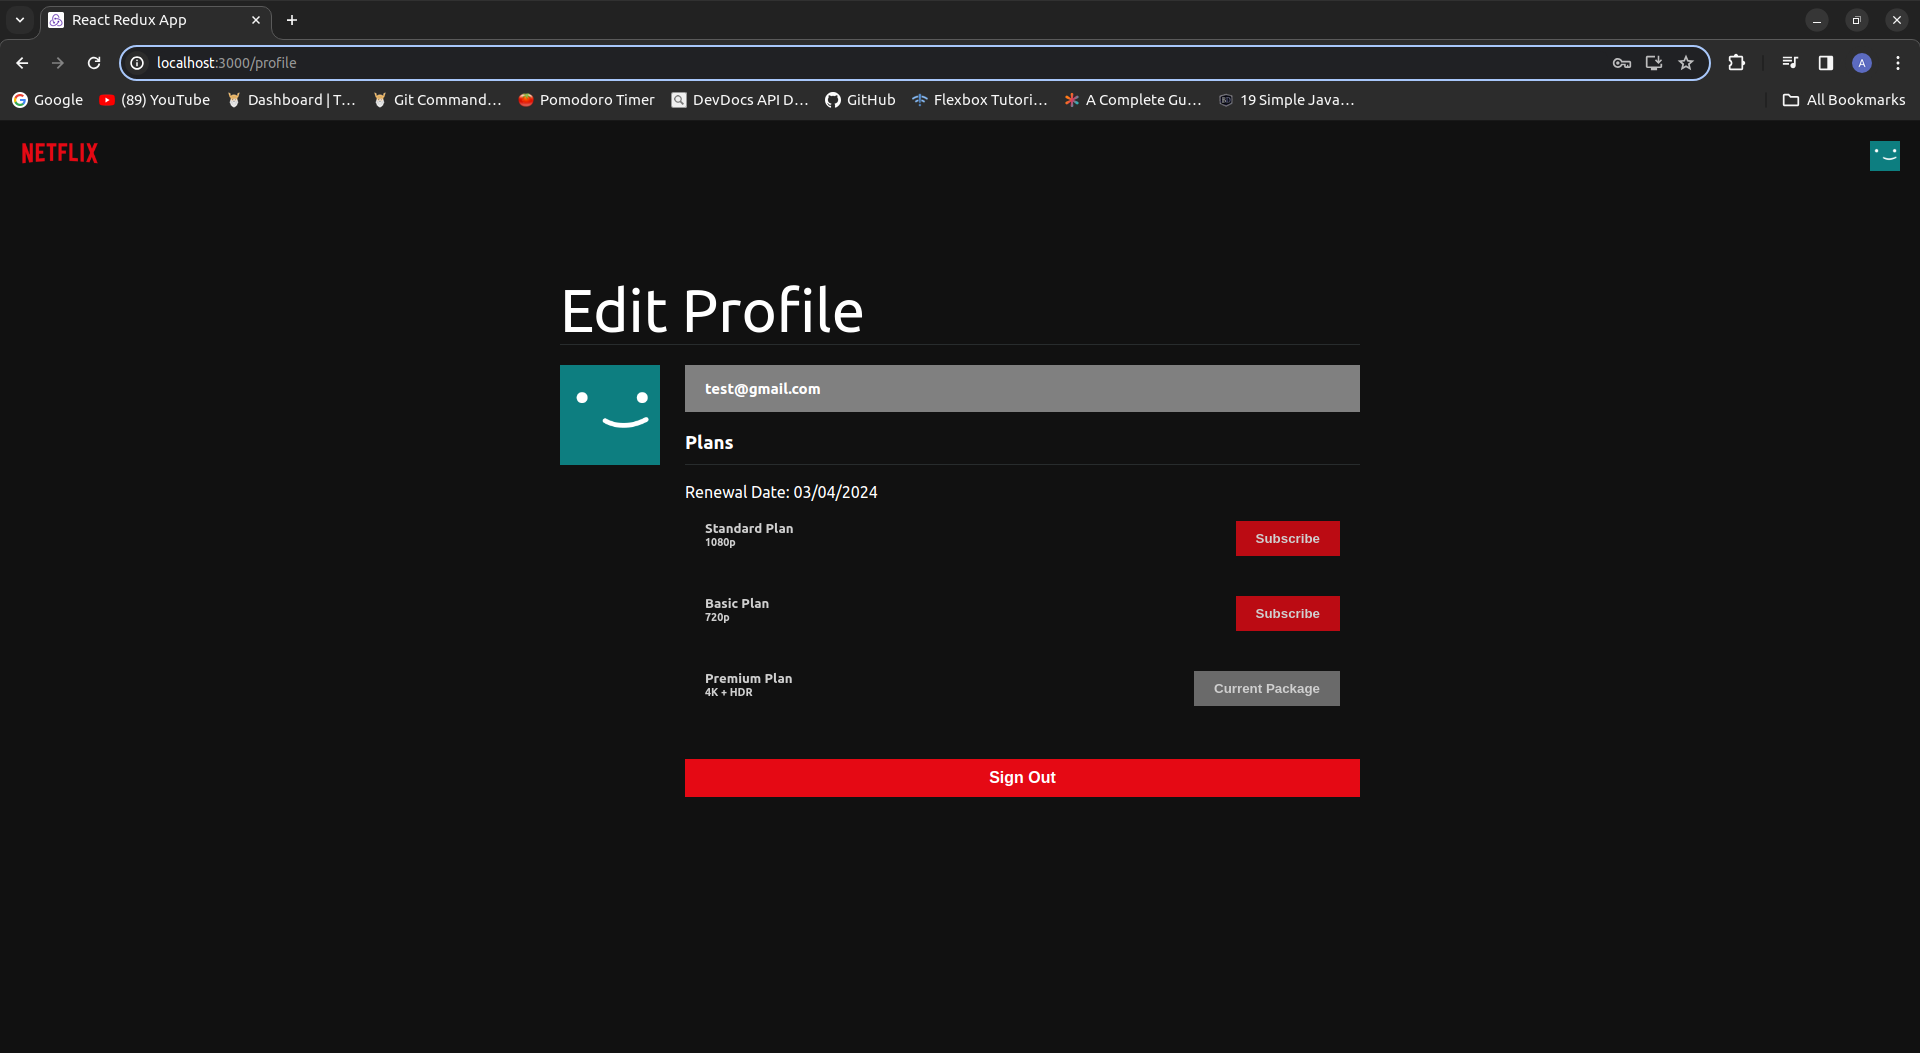 React Redux App
localhost:3000/profile
Google
(89) YouTube
Dashboard | T...
Git Command...
Pomodoro Timer
DevDocs API D...
GitHub
Flexbox Tutori...
A Complete Gu...
19 Simple Java...
All Bookmarks
A
NETFLIX
Edit Profile
test@gmail.com
Plans
Renewal Date: 03/04/2024
Standard Plan
1080p
Subscribe
Basic Plan
720p
Subscribe
Premium Plan
4K + HDR
Current Package
Sign Out